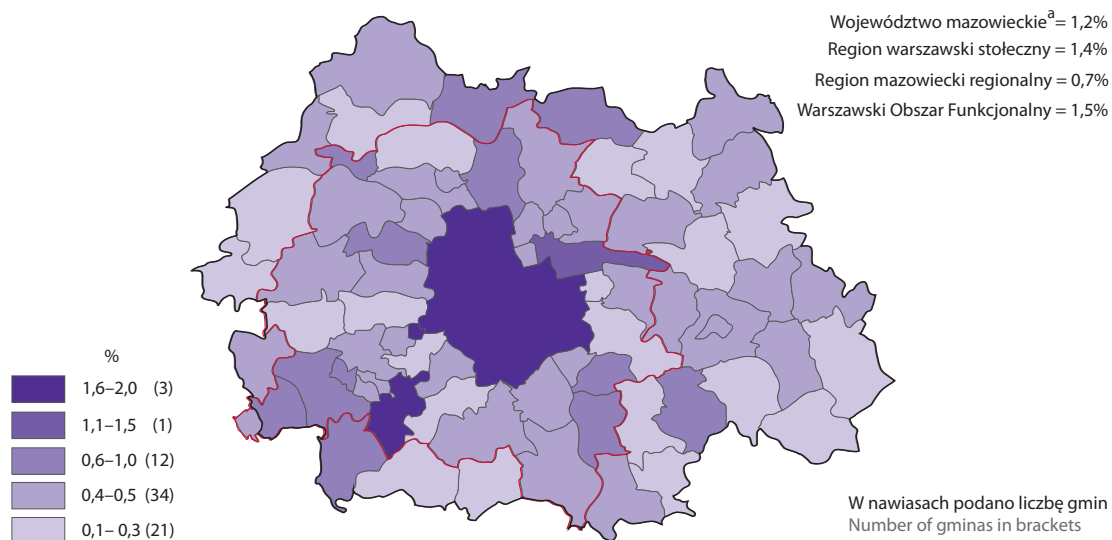 Województwo mazowieckieª = 1,2%
Region warszawski stołeczny = 1,4%
Region mazowiecki regionalny = 0,7%
Warszawski Obszar Funkcjonalny = 1,5%
%
1,6–2,0 (3)
1,1–1,5 (1)
0,6–1,0 (12)
0,4–0,5 (34)
0,1– 0,3 (21)
W nawiasach podano liczbę gmin
Number of gminas in brackets